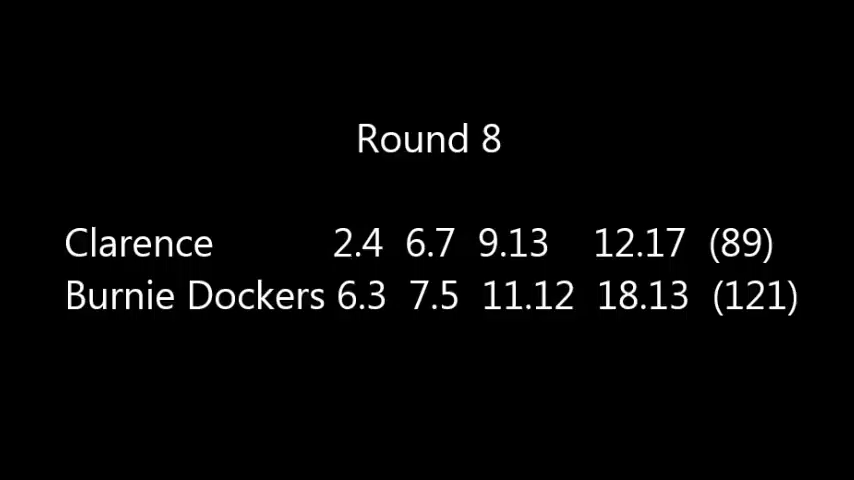 Round 8
Clarence 2.4 6.7 9.13 12.17 (89)
Burnie Dockers 6.3 7.5 11.12 18.13 (121)